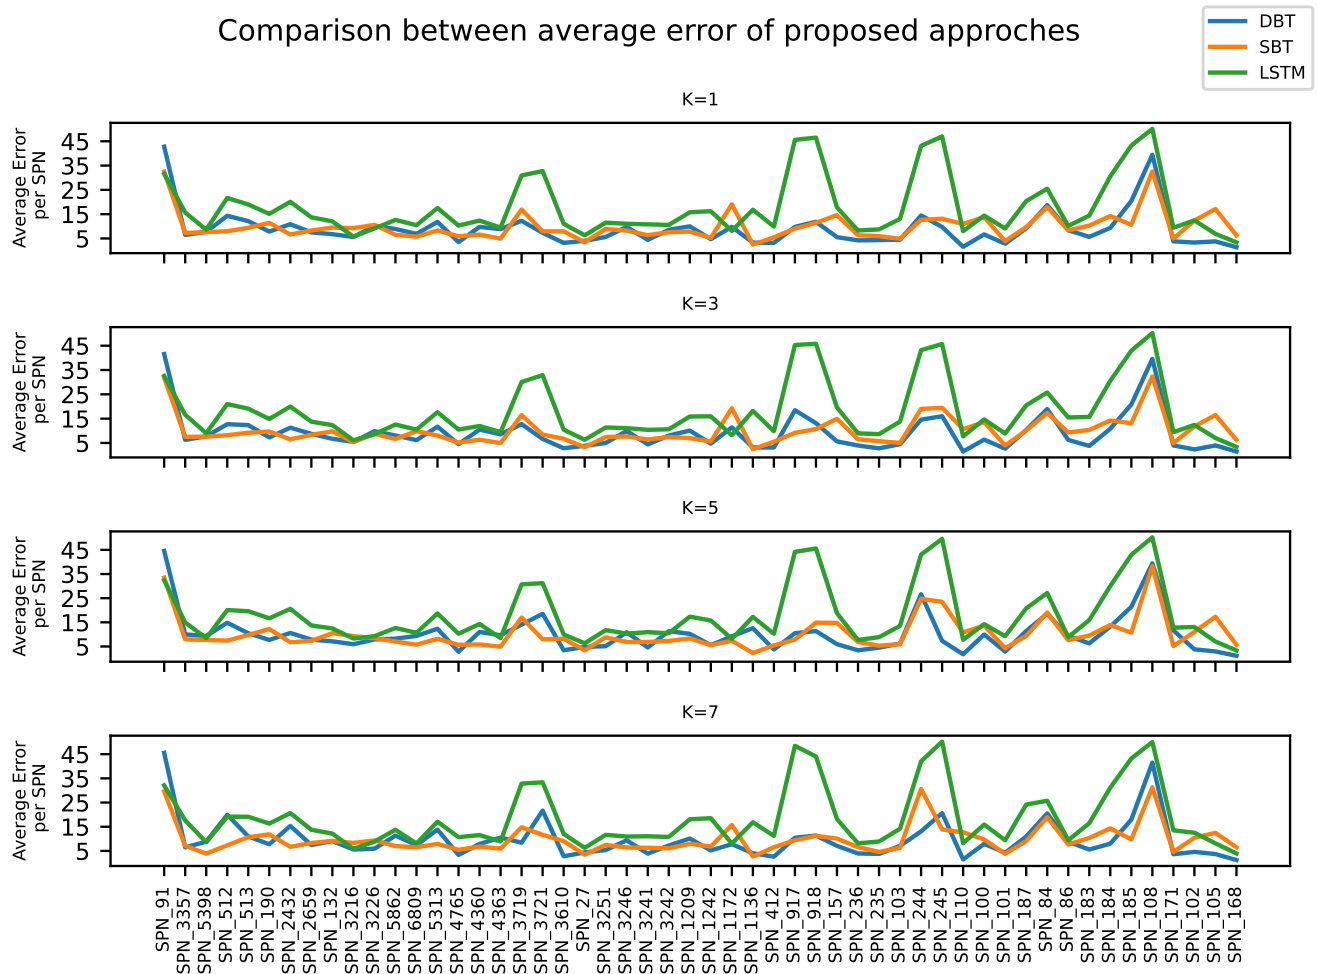 Comparison between average error of proposed approches
DBT
SBT
LSTM
K=1
Average Error
per SPN
45
35
25
15
5
K=3
Average Error
per SPN
45
35
25
15
5
K=5
Average Error
per SPN
45
35
25
15
5
K=7
Average Error
per SPN
45
35
25
15
5
SPN_91
SPN_3357
SPN_5398
SPN_512
SPN_513
SPN_190
SPN_2432
SPN_2659
SPN_132
SPN_3216
SPN_3226
SPN_5862
SPN_6809
SPN_5313
SPN_4765
SPN_4360
SPN_4363
SPN_3719
SPN_3721
SPN_3610
SPN_27
SPN_3251
SPN_3246
SPN_3241
SPN_3242
SPN_1209
SPN_1242
SPN_1172
SPN_1136
SPN_412
SPN_917
SPN_918
SPN_157
SPN_236
SPN_235
SPN_103
SPN_244
SPN_245
SPN_110
SPN_100
SPN_101
SPN_187
SPN_84
SPN_86
SPN_183
SPN_184
SPN_185
SPN_108
SPN_171
SPN_102
SPN_105
SPN_168